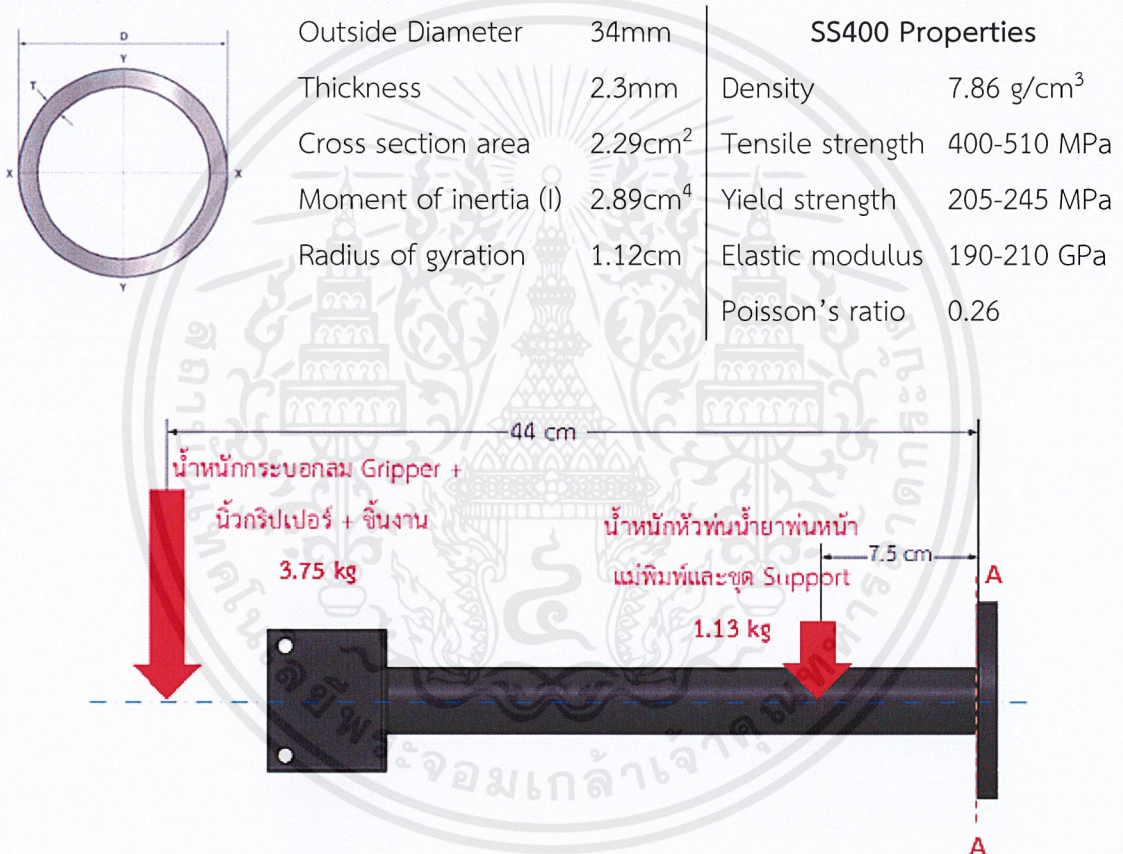 D
Y
T
X
X
Y
Outside Diameter 34mm
Thickness 2.3mm
Cross section area 2.29cm²
Moment of inertia (I) 2.89cm⁴
Radius of gyration 1.12cm
SS400 Properties
Density 7.86 g/cm³
Tensile strength 400-510 MPa
Yield strength 205-245 MPa
Elastic modulus 190-210 GPa
Poisson's ratio 0.26
44 cm
น้ำหนักกระบอกลม Gripper +
นิ้วกริปเปอร์ + ชิ้นงาน
3.75 kg
น้ำหนักหัวพ่นน้ำยาพ่นหน้า
แม่พิมพ์และชุด Support
1.13 kg
7.5 cm
A
A